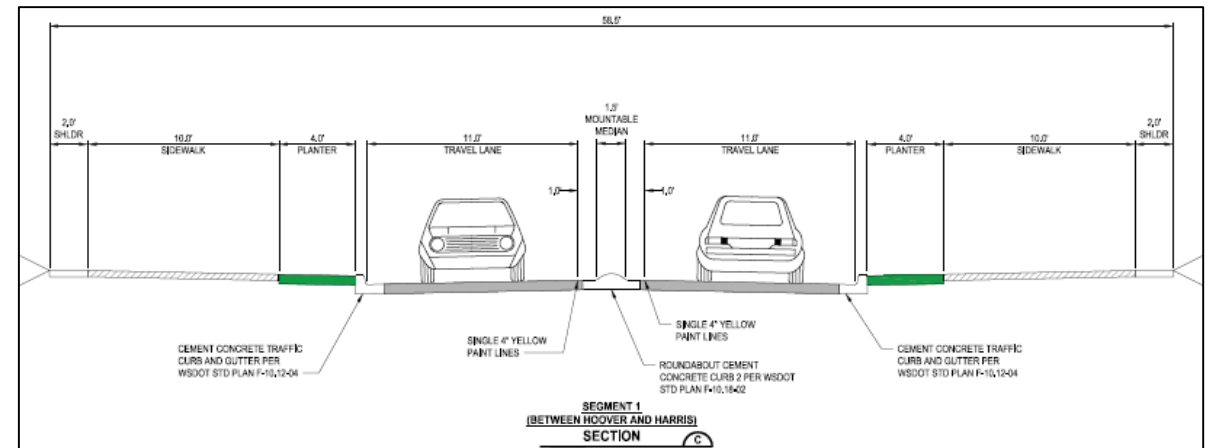 58.5'
1.5'
MOUNTABLE
MEDIAN
2.0'
SHLDR
10.0'
SIDEWALK
4.0'
PLANTER
11.0'
TRAVEL LANE
11.0'
TRAVEL LANE
4.0'
PLANTER
10.0'
SIDEWALK
2.0'
SHLDR
1.0'
1.0'
CEMENT CONCRETE TRAFFIC
CURB AND GUTTER PER
WSDOT STD PLAN F-10.12-04
SINGLE 4" YELLOW
PAINT LINES
SINGLE 4" YELLOW
PAINT LINES
ROUNDABOUT CEMENT
CONCRETE CURB 2 PER WSDOT
STD PLAN F-10.18-02
CEMENT CONCRETE TRAFFIC
CURB AND GUTTER PER
WSDOT STD PLAN F-10.12-04
SEGMENT 1
(BETWEEN HOOVER AND HARRIS)
SECTION C